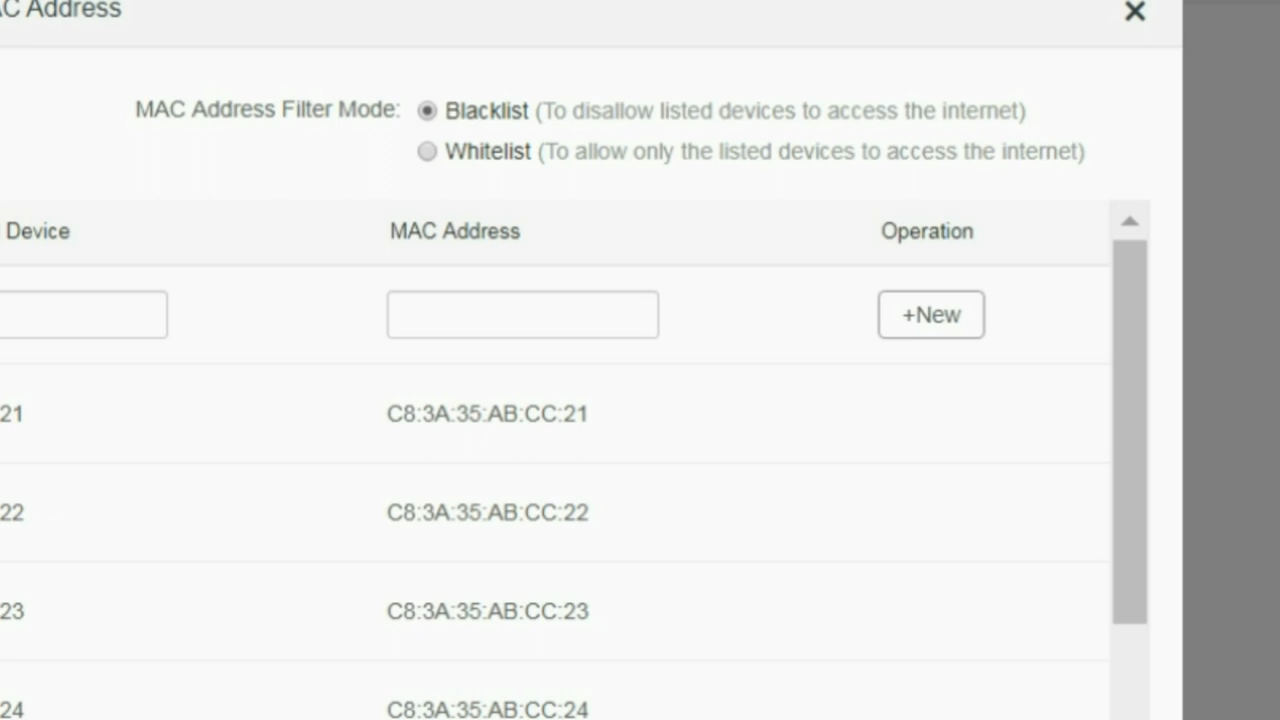 AC Address
MAC Address Filter Mode: Blacklist (To disallow listed devices to access the internet)
Whitelist (To allow only the listed devices to access the internet)
Device MAC Address Operation
+New
21 C8:3A:35:AB:CC:21
22 C8:3A:35:AB:CC:22
23 C8:3A:35:AB:CC:23
24 C8:3A:35:AB:CC:24